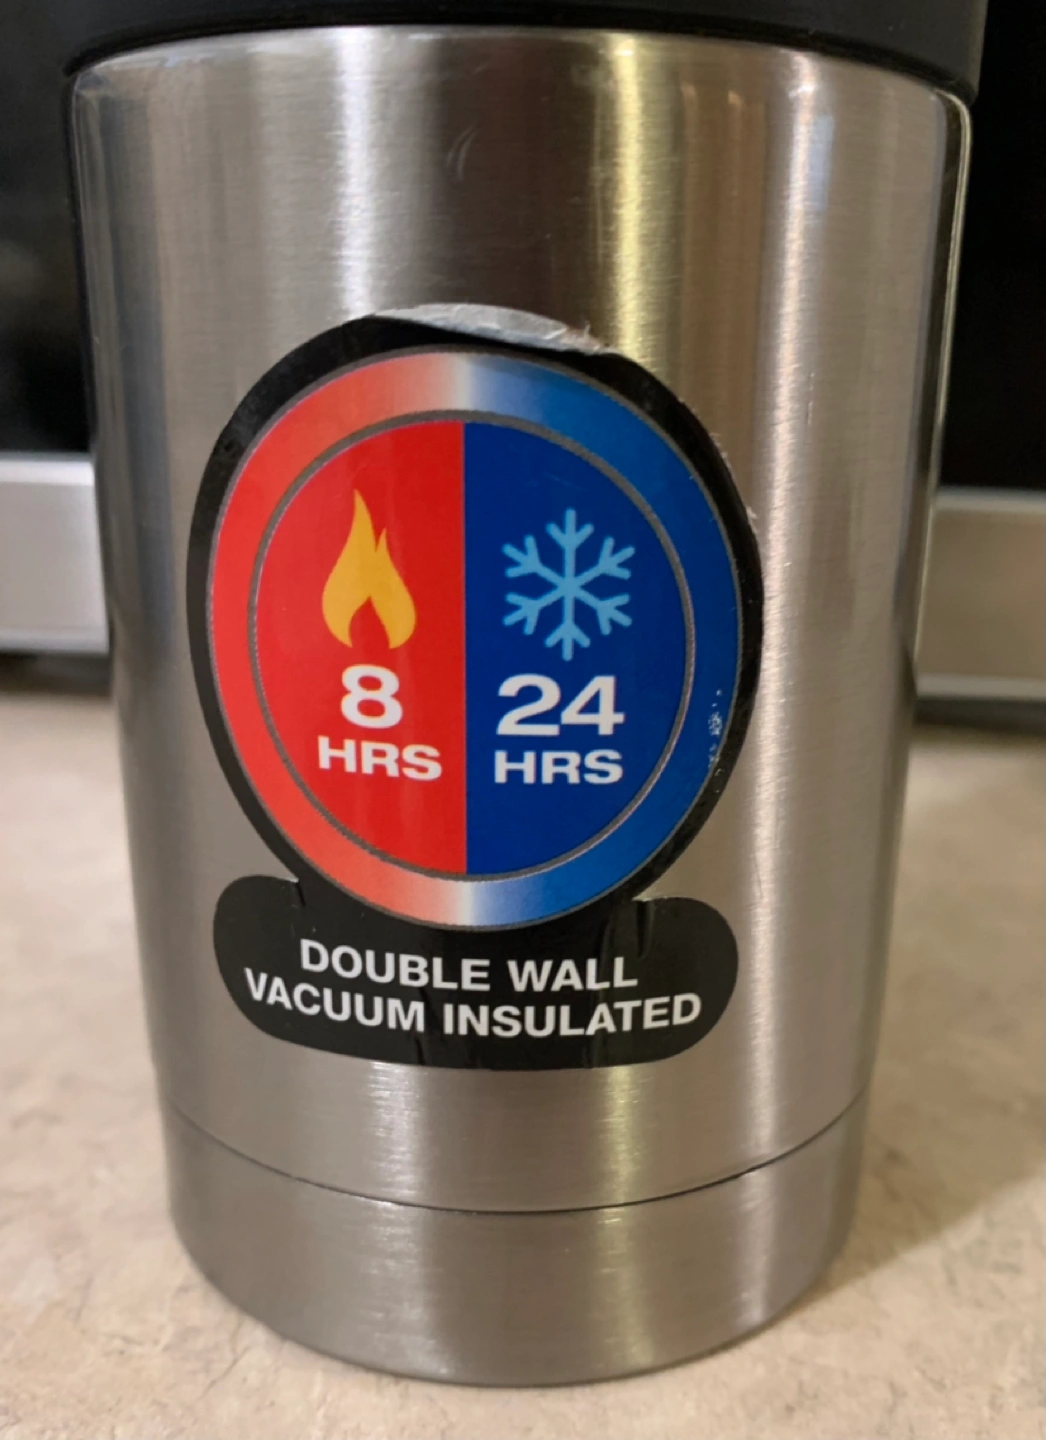 8
HRS
24
HRS
DOUBLE WALL
VACUUM INSULATED